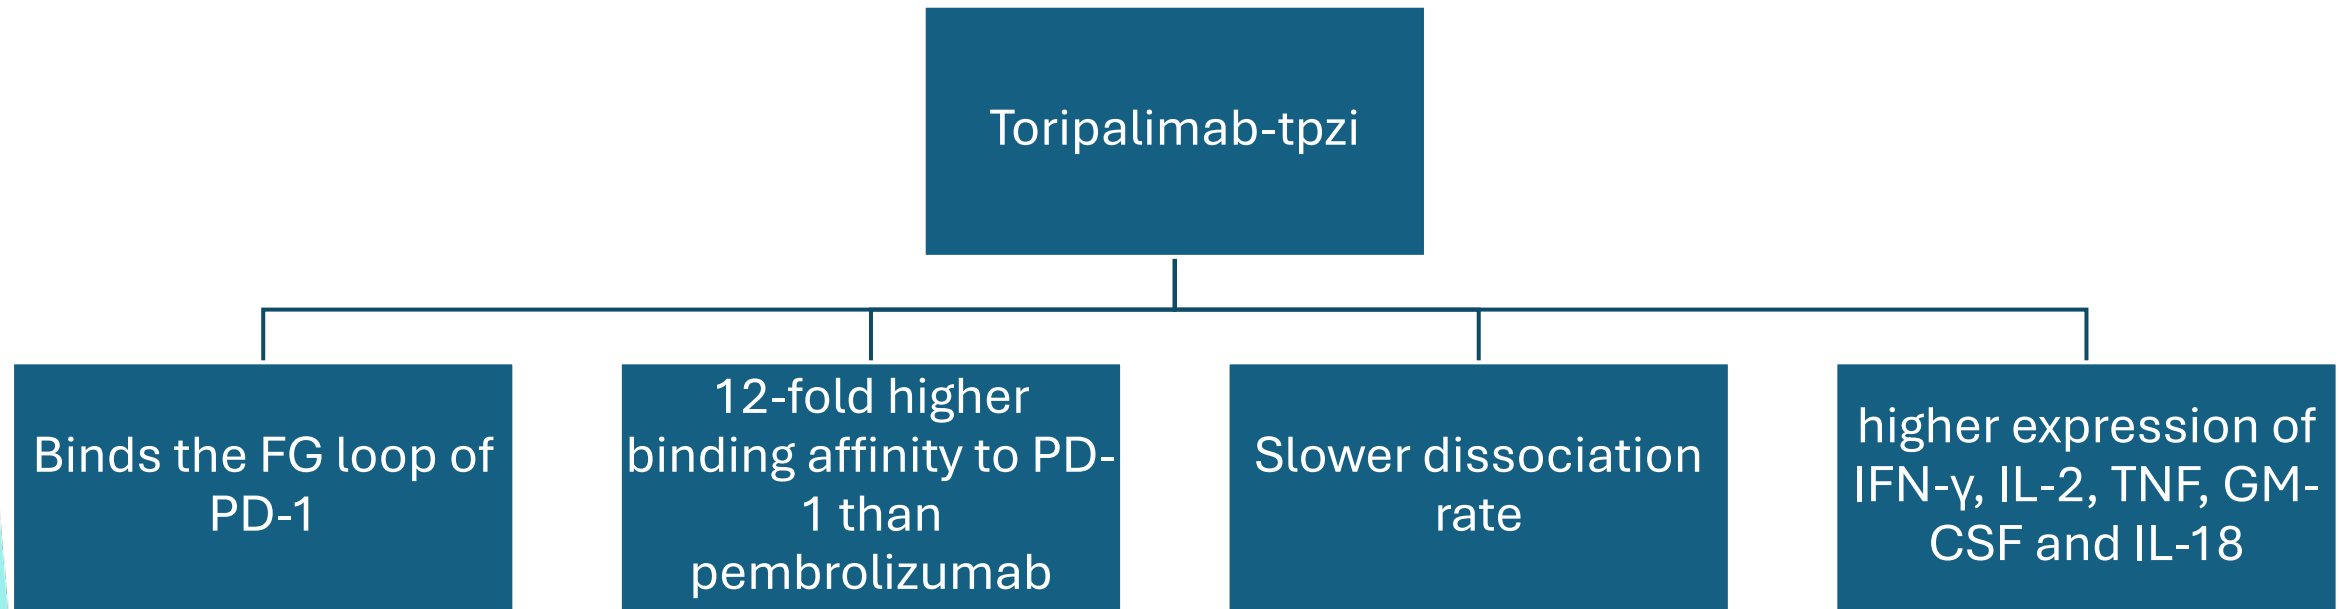 Toripalimab-tpzi
Binds the FG loop of
PD-1
12-fold higher
binding affinity to PD-
1 than
pembrolizumab
Slower dissociation
rate
higher expression of
IFN-γ, IL-2, TNF, GM-
CSF and IL-18